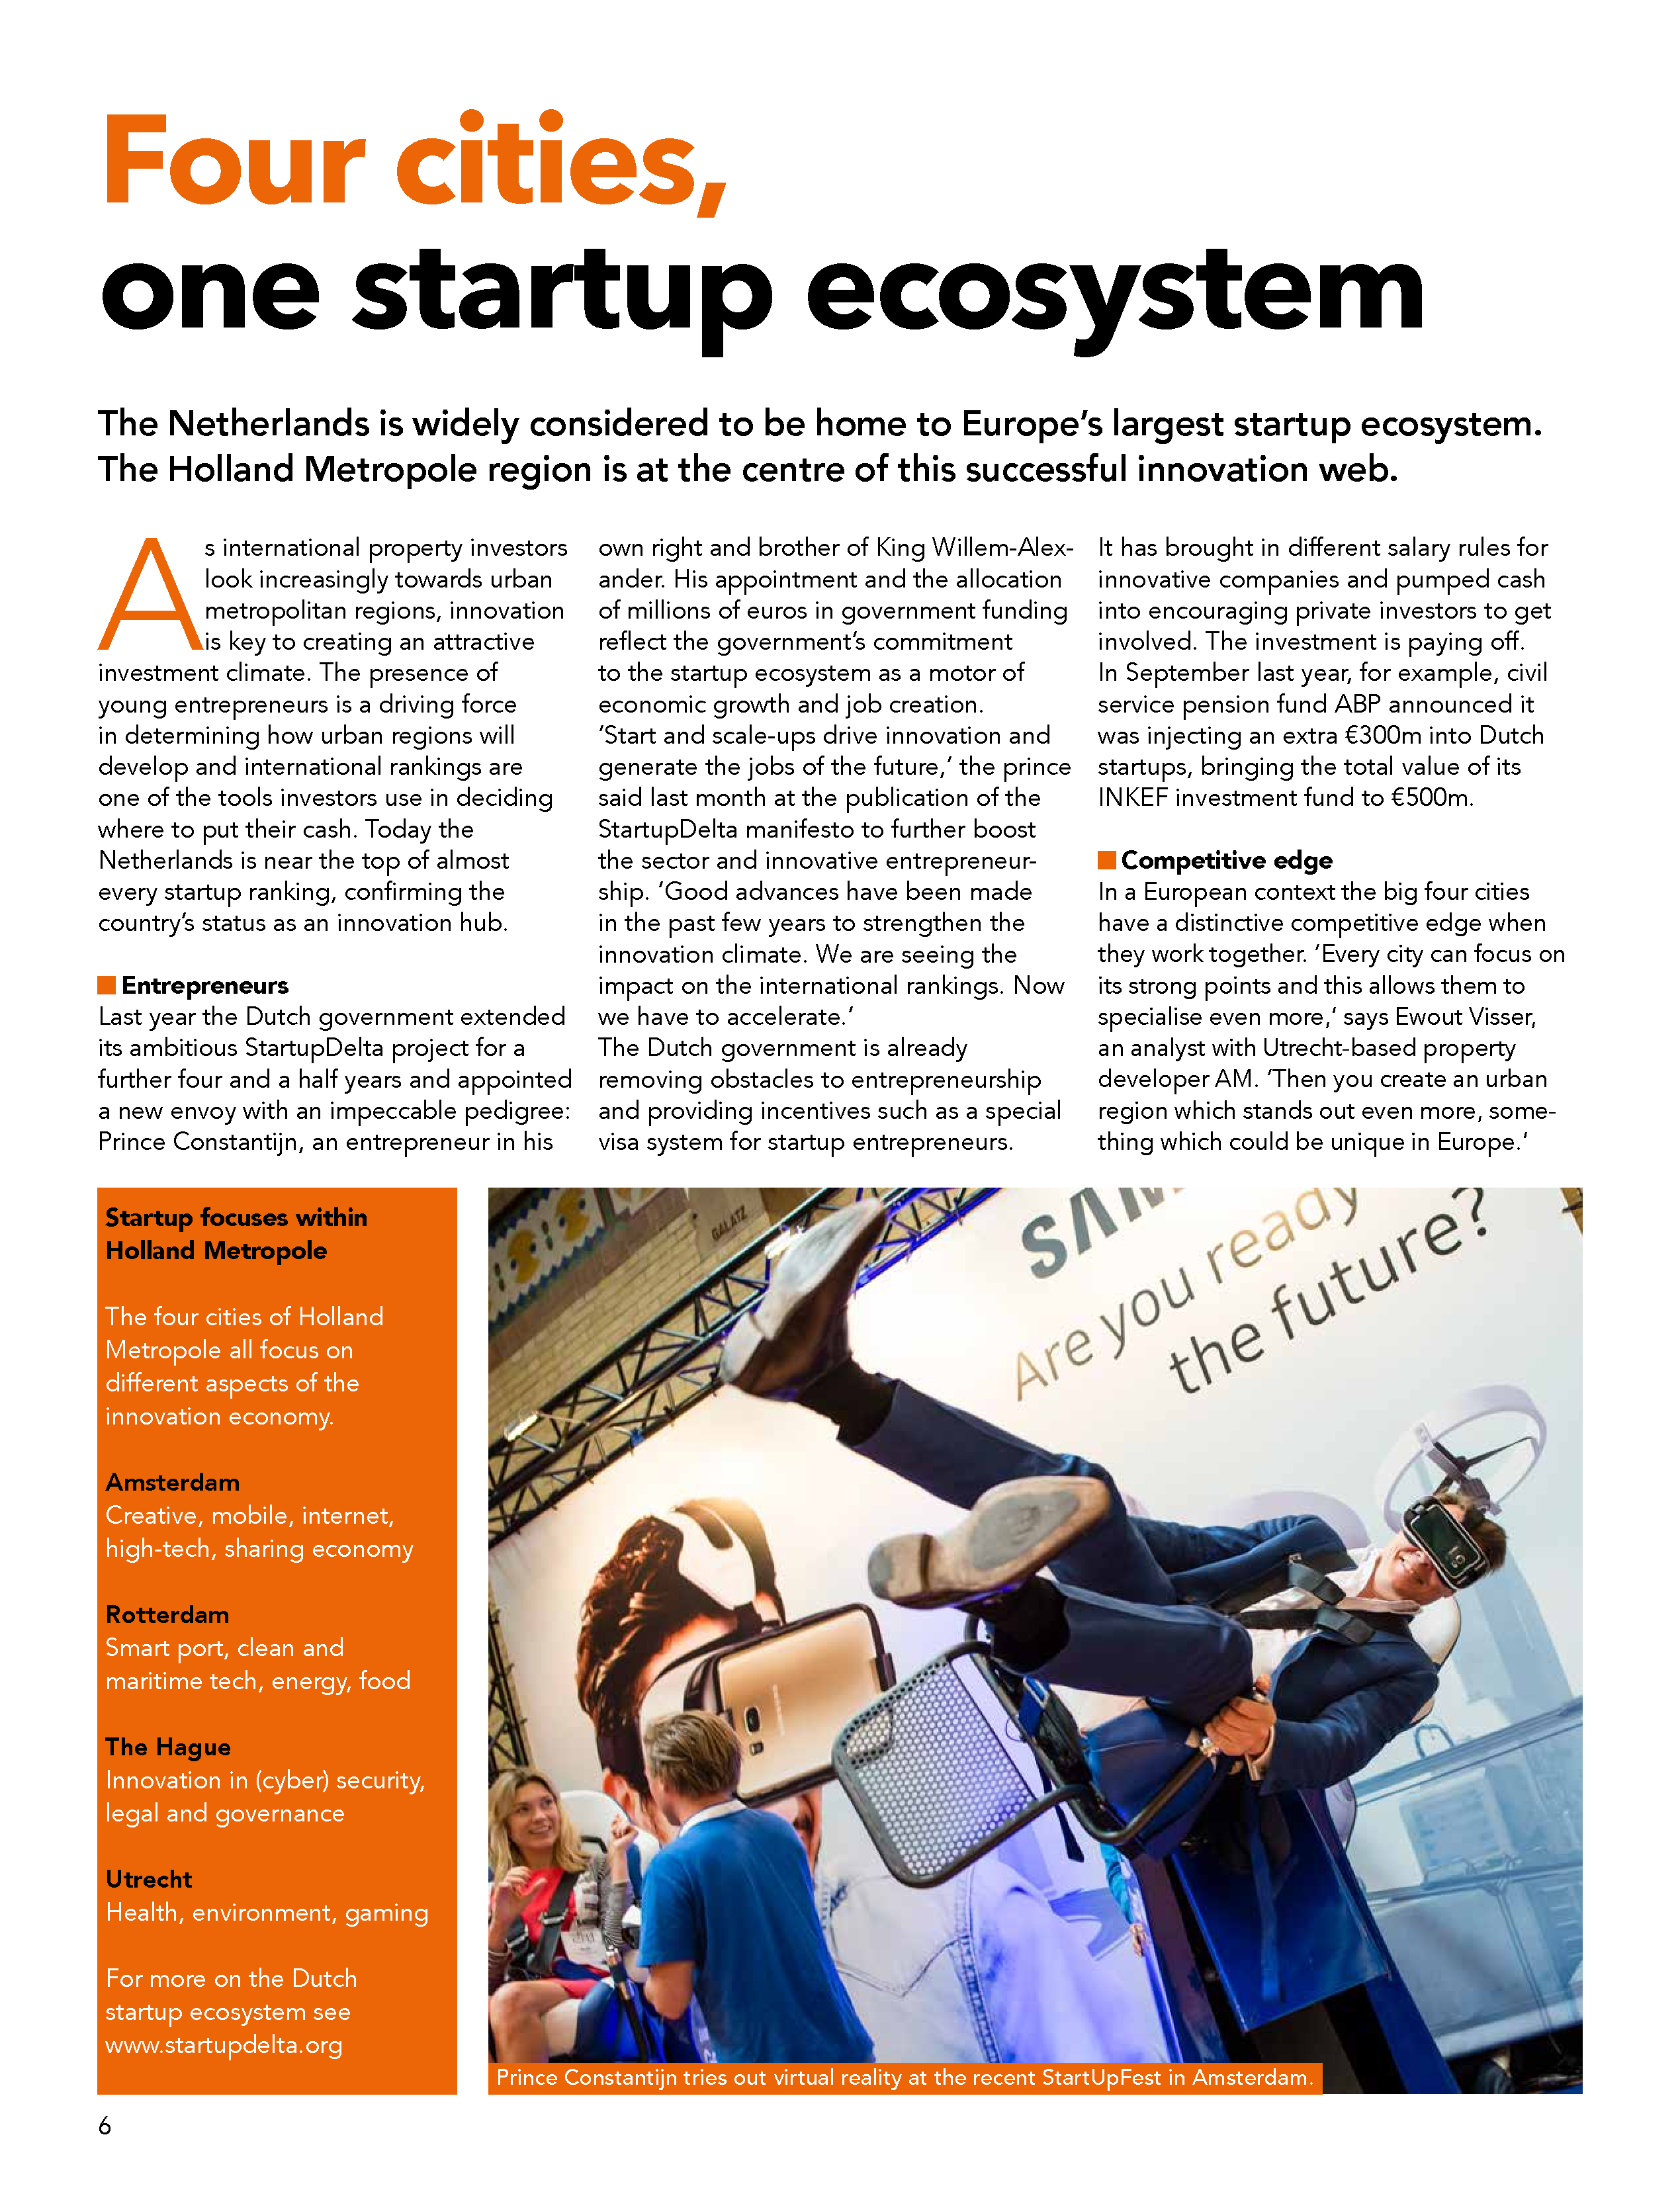 Four cities,
one startup ecosystem
The Netherlands is widely considered to be home to Europe’s largest startup ecosystem.
The Holland Metropole region is at the centre of this successful innovation web.
As international property investors
look increasingly towards urban
metropolitan regions, innovation
is key to creating an attractive
investment climate. The presence of
young entrepreneurs is a driving force
in determining how urban regions will
develop and international rankings are
one of the tools investors use in deciding
where to put their cash. Today the
Netherlands is near the top of almost
every startup ranking, confirming the
country’s status as an innovation hub.
Entrepreneurs
Last year the Dutch government extended
its ambitious StartupDelta project for a
further four and a half years and appointed
a new envoy with an impeccable pedigree:
Prince Constantijn, an entrepreneur in his
own right and brother of King Willem-Alex-
ander. His appointment and the allocation
of millions of euros in government funding
reflect the government’s commitment
to the startup ecosystem as a motor of
economic growth and job creation.
‘Start and scale-ups drive innovation and
generate the jobs of the future,’ the prince
said last month at the publication of the
StartupDelta manifesto to further boost
the sector and innovative entrepreneur-
ship. ‘Good advances have been made
in the past few years to strengthen the
innovation climate. We are seeing the
impact on the international rankings. Now
we have to accelerate.’
The Dutch government is already
removing obstacles to entrepreneurship
and providing incentives such as a special
visa system for startup entrepreneurs.
It has brought in different salary rules for
innovative companies and pumped cash
into encouraging private investors to get
involved. The investment is paying off.
In September last year, for example, civil
service pension fund ABP announced it
was injecting an extra €300m into Dutch
startups, bringing the total value of its
INKEF investment fund to €500m.
Competitive edge
In a European context the big four cities
have a distinctive competitive edge when
they work together. ‘Every city can focus on
its strong points and this allows them to
specialise even more,‘ says Ewout Visser,
an analyst with Utrecht-based property
developer AM. ‘Then you create an urban
region which stands out even more, some-
thing which could be unique in Europe.‘
Startup focuses within
Holland Metropole
The four cities of Holland
Metropole all focus on
different aspects of the
innovation economy.
Amsterdam
Creative, mobile, internet,
high-tech, sharing economy
Rotterdam
Smart port, clean and
maritime tech, energy, food
The Hague
Innovation in (cyber) security,
legal and governance
Utrecht
Health, environment, gaming
For more on the Dutch
startup ecosystem see
www.startupdelta.org
GALATZ
SAM
Are you ready
the future?
Prince Constantijn tries out virtual reality at the recent StartUpFest in Amsterdam.
6